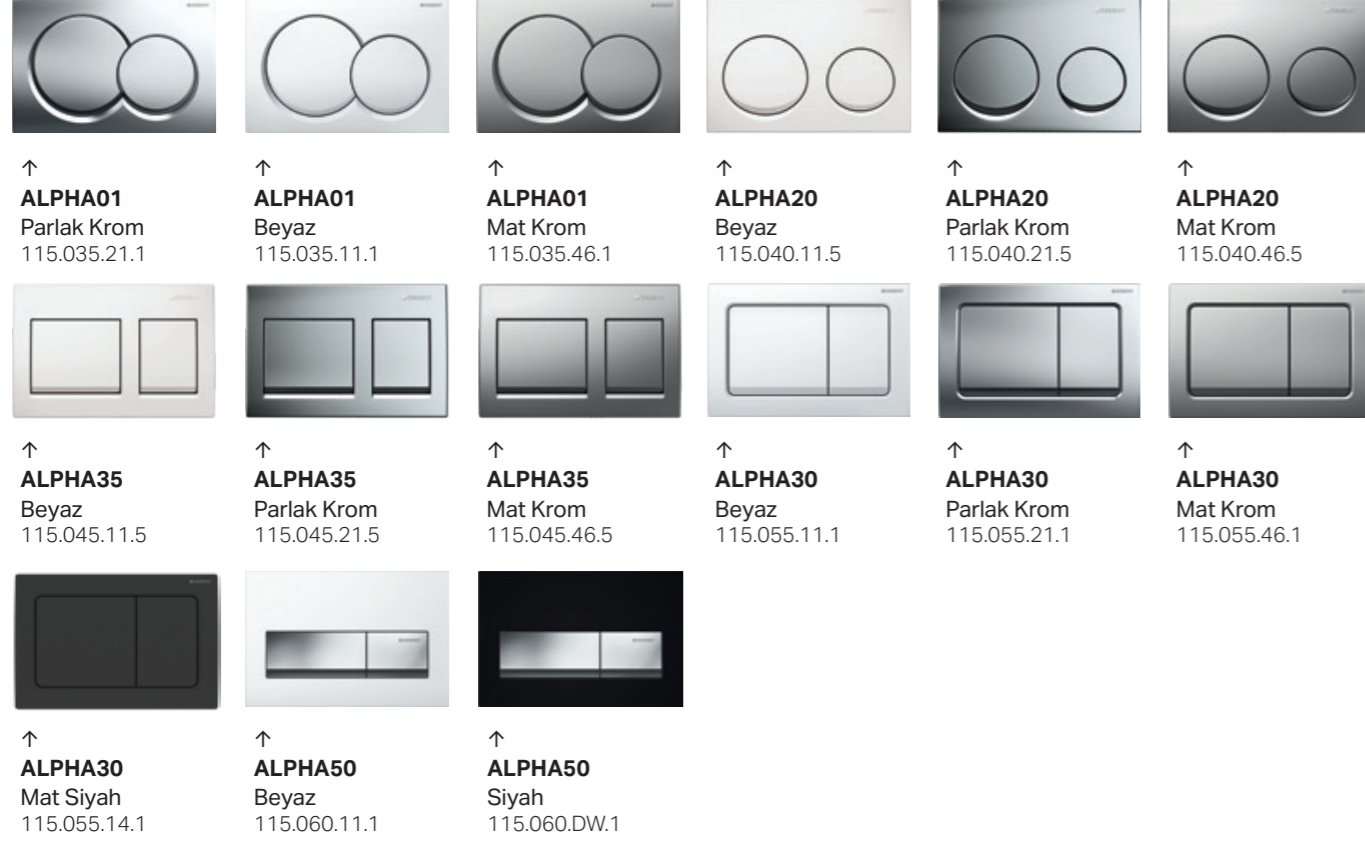 ↑
ALPHA01
Parlak Krom
115.035.21.1
↑
ALPHA01
Beyaz
115.035.11.1
↑
ALPHA01
Mat Krom
115.035.46.1
↑
ALPHA20
Beyaz
115.040.11.5
↑
ALPHA20
Parlak Krom
115.040.21.5
↑
ALPHA20
Mat Krom
115.040.46.5
↑
ALPHA35
Beyaz
115.045.11.5
↑
ALPHA35
Parlak Krom
115.045.21.5
↑
ALPHA35
Mat Krom
115.045.46.5
↑
ALPHA30
Beyaz
115.055.11.1
↑
ALPHA30
Parlak Krom
115.055.21.1
↑
ALPHA30
Mat Krom
115.055.46.1
↑
ALPHA30
Mat Siyah
115.055.14.1
↑
ALPHA50
Beyaz
115.060.11.1
↑
ALPHA50
Siyah
115.060.DW.1